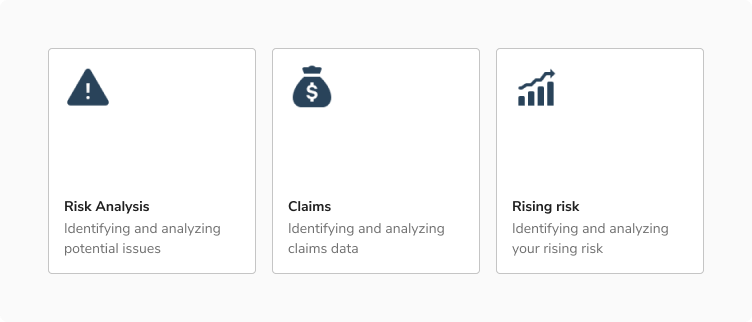 Risk Analysis
Identifying and analyzing
potential issues
Claims
Identifying and analyzing
claims data
Rising risk
Identifying and analyzing
your rising risk